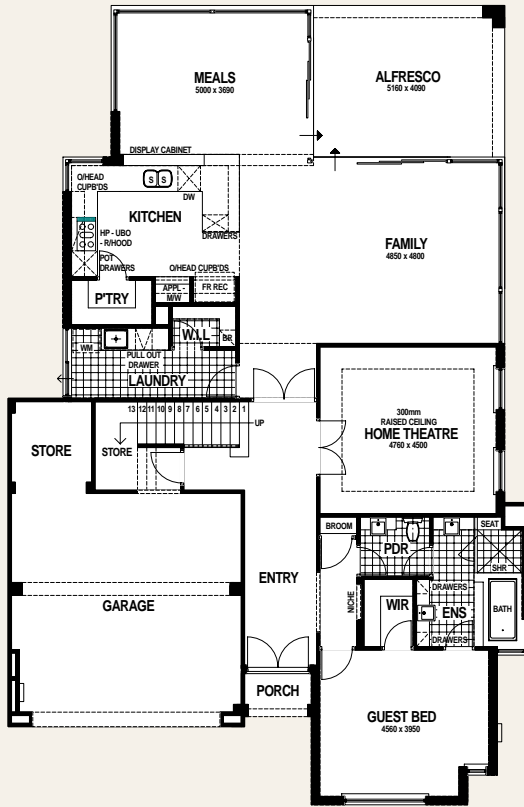 MEALS
5000 x 3690
ALFRESCO
5160 x 4090
DISPLAY CABINET
O/HEAD
CUPB'DS
S S
DW
KITCHEN
HP - UBO
- R/HOOD
DRAWERS
POT
DRAWERS
FAMILY
4850 x 4800
O/HEAD CUPB'DS
P'TRY
APPL -
M/W
FR REC
W.I.L
BR
WM
PULL OUT
DRAWER
LAUNDRY
13 12 11 10 9 8 7 6 5 4 3 2 1
UP
STORE
STORE
300mm
RAISED CEILING
HOME THEATRE
4760 x 4500
BROOM
PDR
SEAT
SHR
ENTRY
NICHE
WIR
DRAWERS
ENS
DRAWERS
BATH
GARAGE
PORCH
GUEST BED
4560 x 3950